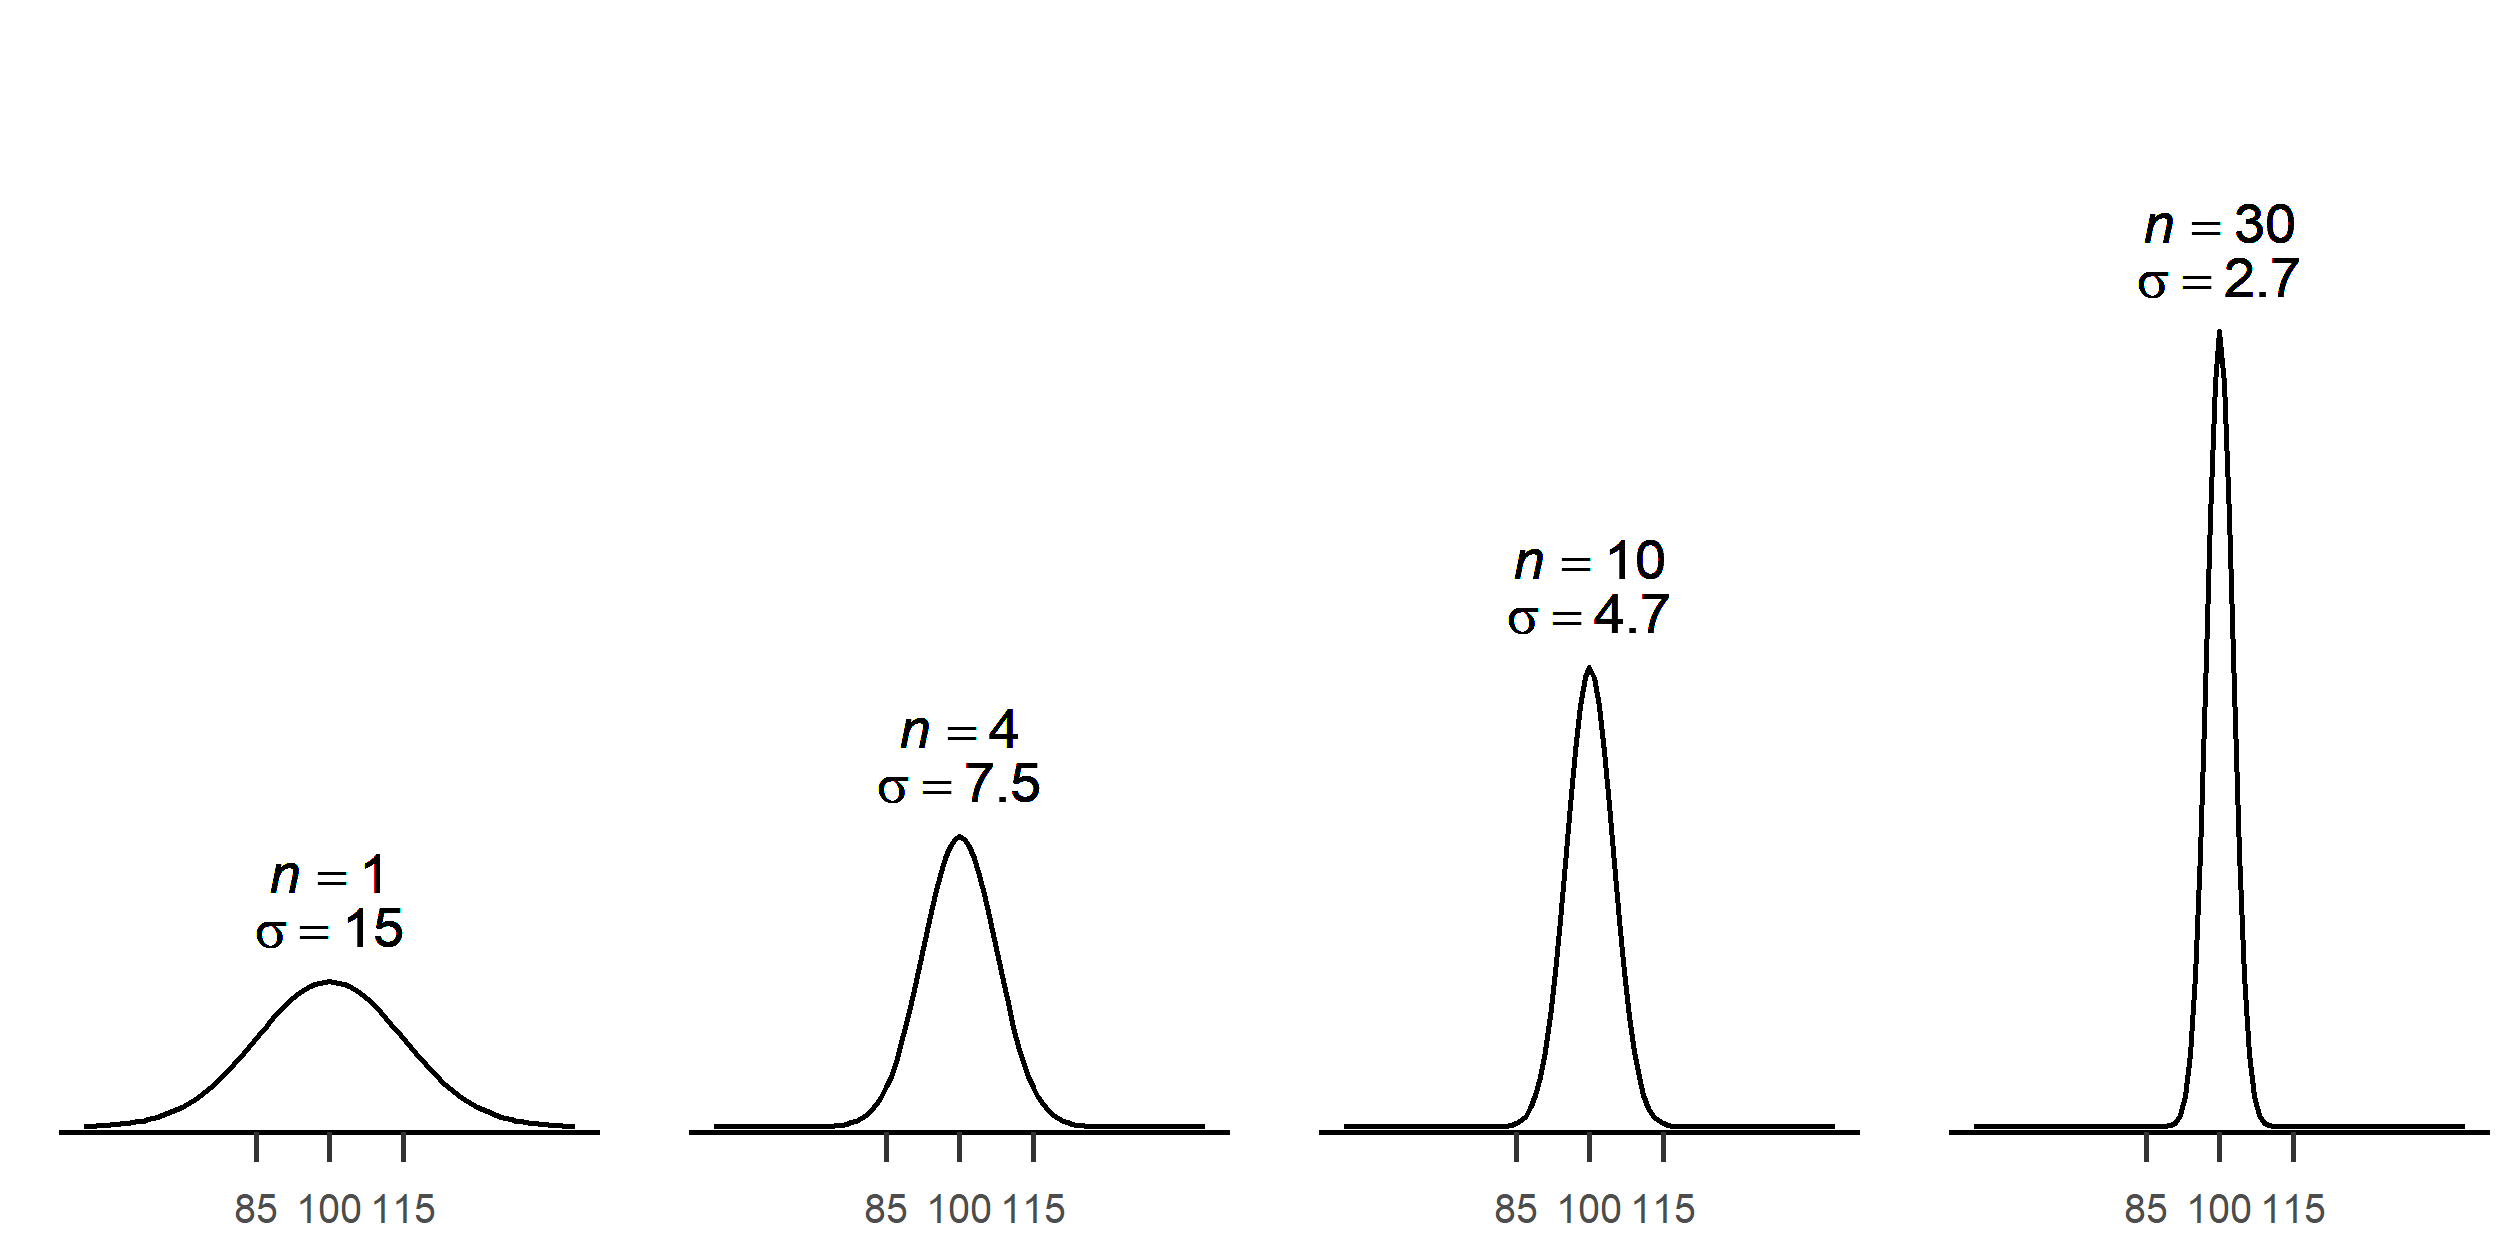 n = 1
σ = 15
85 100 115
n = 4
σ = 7.5
85 100 115
n = 10
σ = 4.7
85 100 115
n = 30
σ = 2.7
85 100 115